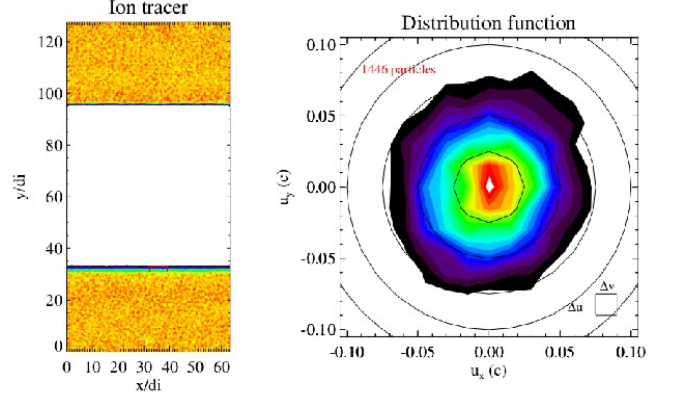 Ion tracer
120
100
80
60
40
20
0
y/di
0 10 20 30 40 50 60
x/di
Distribution function
1446 particles
0.10
0.05
0.00
-0.05
-0.10
u_y (c)
Δv
Δu
-0.10 -0.05 0.00 0.05 0.10
u_x (c)